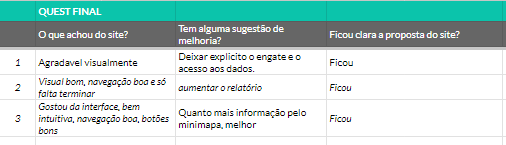 QUEST FINAL
O que achou do site?
Tem alguma sugestão de
melhoria?
Ficou clara a proposta do site?
1
Agradavel visualmente
Deixar explicito o engate e o
acesso aos dados.
Ficou
2
Visual bom, navegação boa e só
falta terminar
aumentar o relatório
Ficou
3
Gostou da interface, bem
intuitiva, navegação boa, botões
bons
Quanto mais informação pelo
minimapa, melhor
Ficou